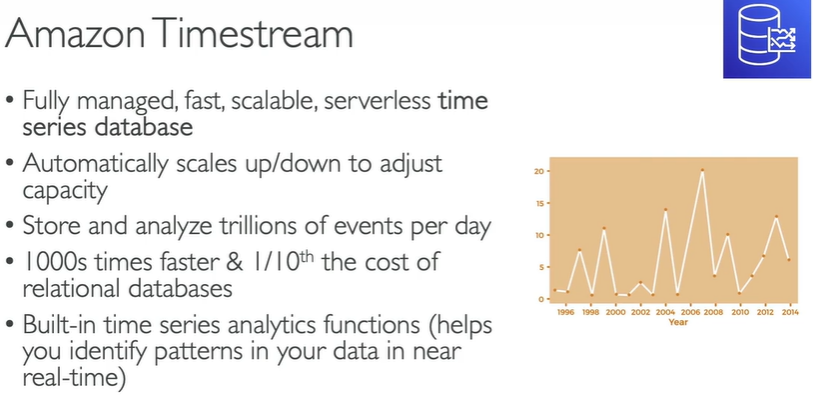 Amazon Timestream
• Fully managed, fast, scalable, serverless time
series database
• Automatically scales up/down to adjust
capacity
• Store and analyze trillions of events per day
• 1000s times faster & 1/10th the cost of
relational databases
• Built-in time series analytics functions (helps
you identify patterns in your data in near
real-time)
20
15
10
5
0
1996 1998 2000 2002 2004 2006 2008 2010 2012 2014
Year